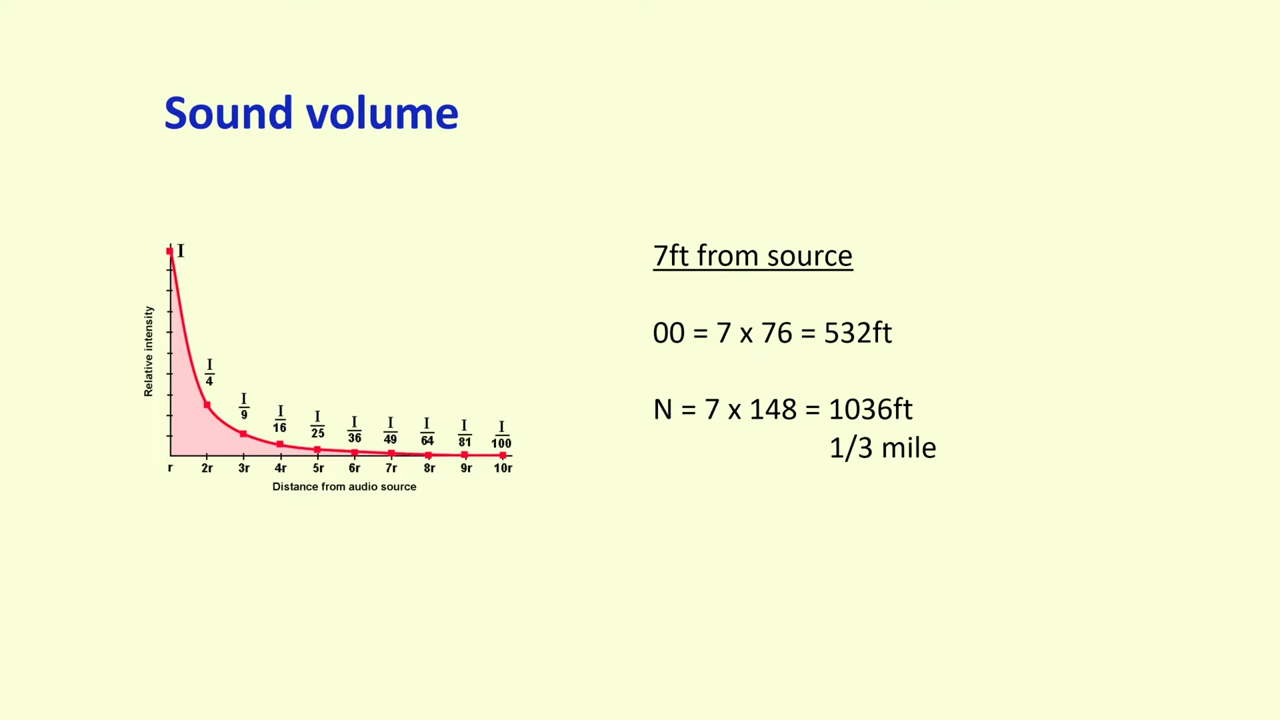 Sound volume
I
Relative intensity
I
4
I
9
I
16
I
25
I
36
I
49
I
64
I
81
I
100
r 2r 3r 4r 5r 6r 7r 8r 9r 10r
Distance from audio source
7ft from source
00 = 7 x 76 = 532ft
N = 7 x 148 = 1036ft
1/3 mile